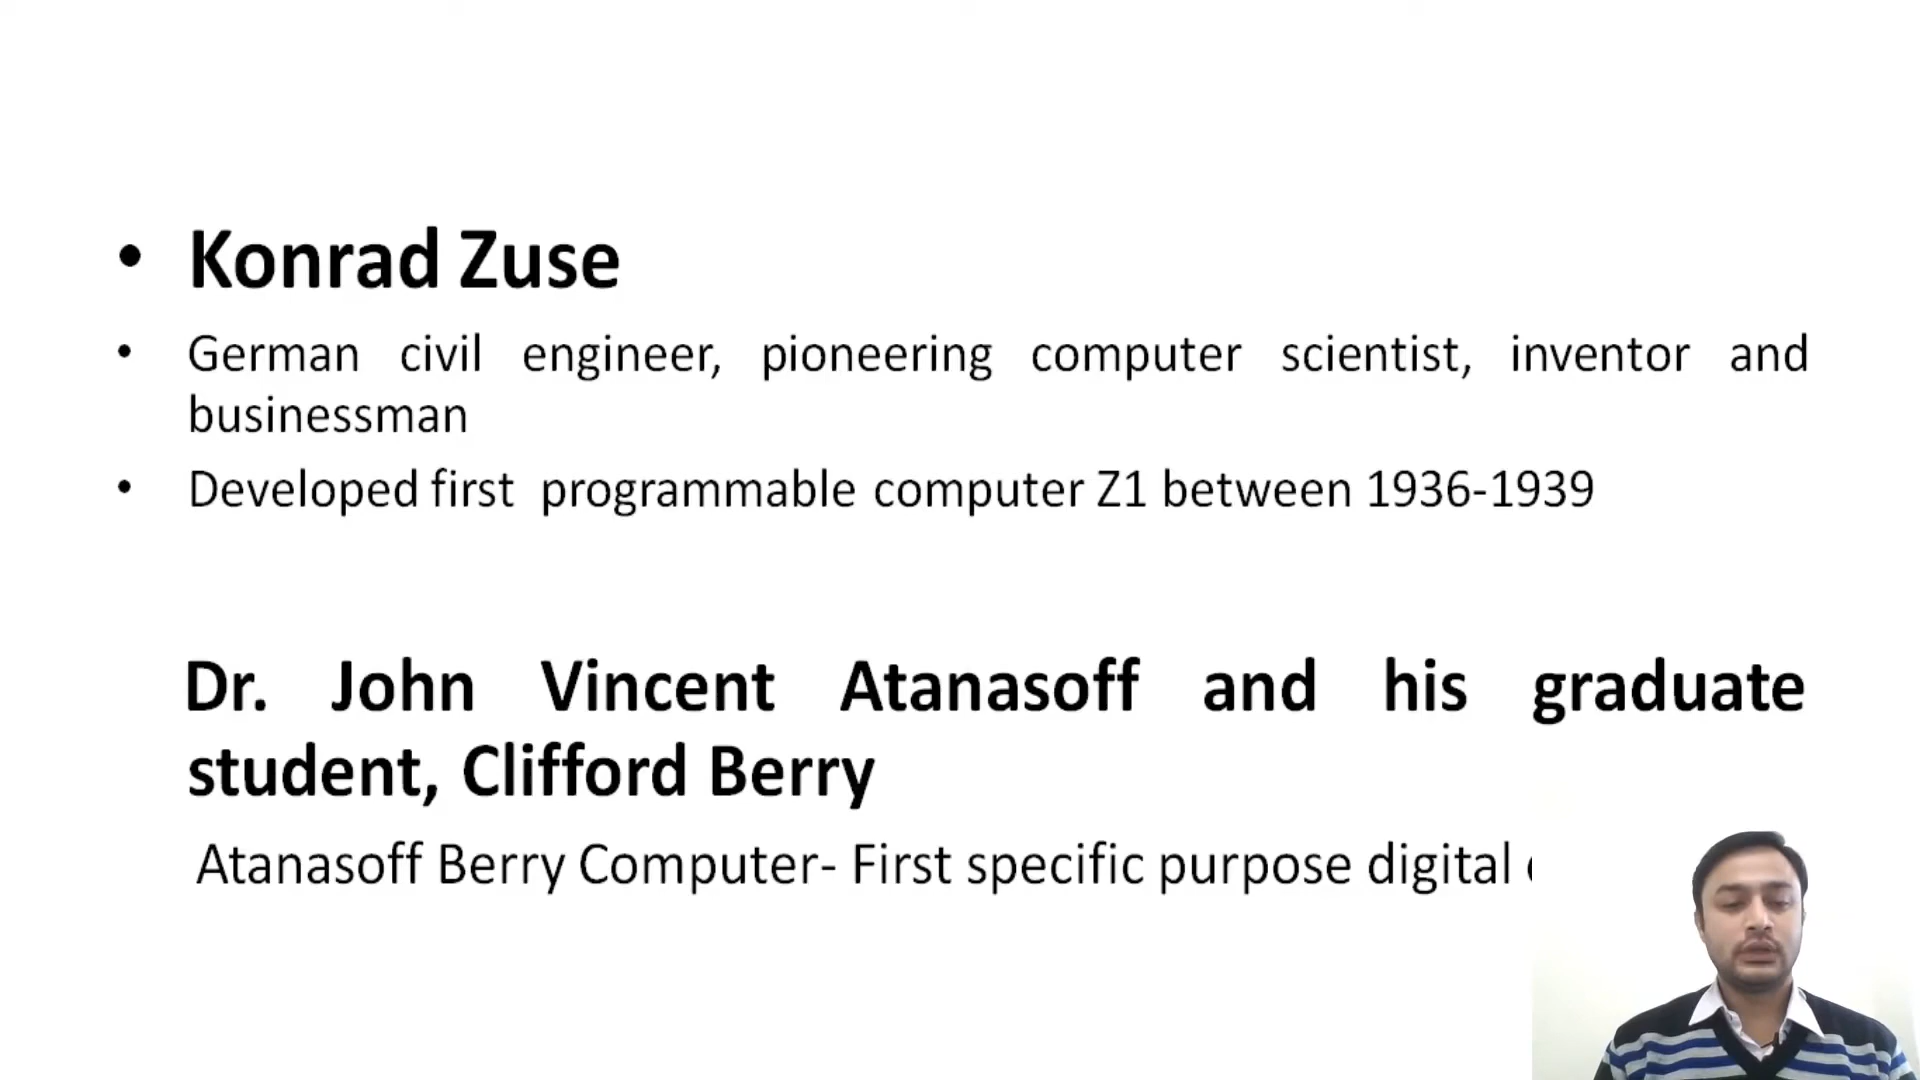 • Konrad Zuse
• German civil engineer, pioneering computer scientist, inventor and
businessman
• Developed first programmable computer Z1 between 1936-1939
Dr. John Vincent Atanasoff and his graduate
student, Clifford Berry
Atanasoff Berry Computer- First specific purpose digital